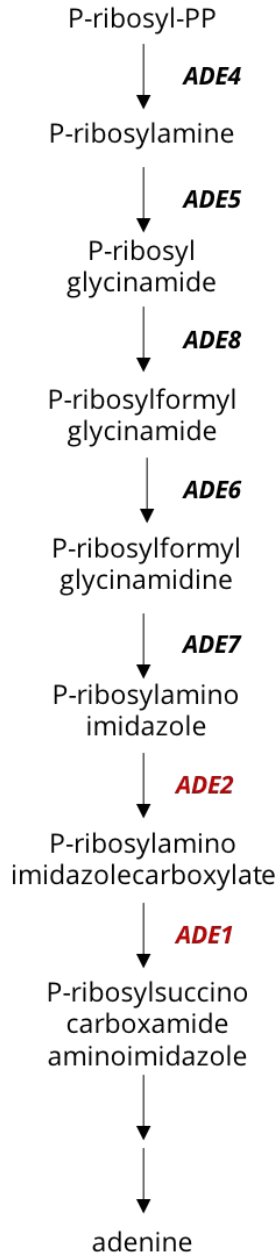 P-ribosyl-PP
ADE4
P-ribosylamine
ADE5
P-ribosyl
glycinamide
ADE8
P-ribosylformyl
glycinamide
ADE6
P-ribosylformyl
glycinamidine
ADE7
P-ribosylamino
imidazole
ADE2
P-ribosylamino
imidazolecarboxylate
ADE1
P-ribosylsuccino
carboxamide
aminoimidazole
adenine